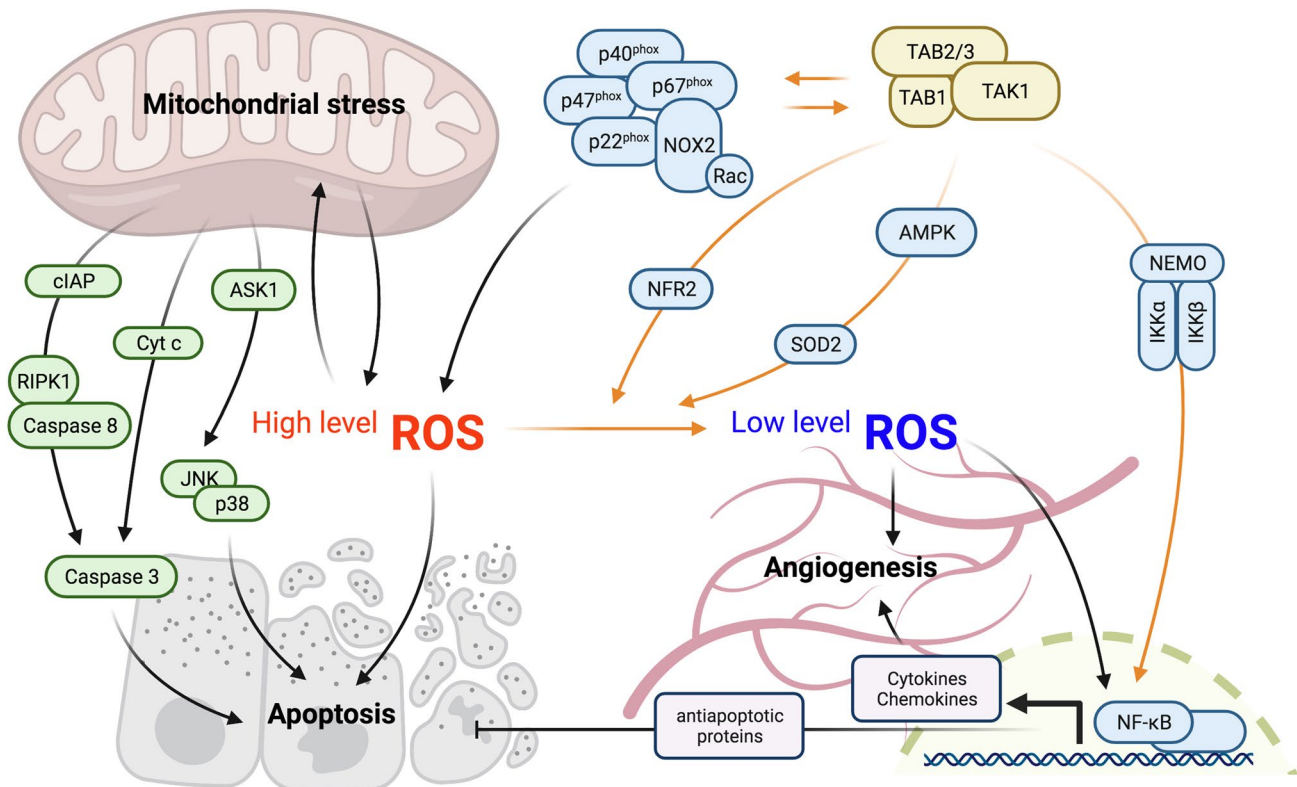 Mitochondrial stress
p40phox
p47phox
p67phox
p22phox
NOX2
Rac
TAB2/3
TAB1
TAK1
cIAP
ASK1
Cyt c
RIPK1
Caspase 8
JNK
p38
Caspase 3
NFR2
AMPK
SOD2
NEMO
IKKα
IKKβ
High level ROS
Low level ROS
Angiogenesis
Apoptosis
antiapoptotic
proteins
Cytokines
Chemokines
NF-κB